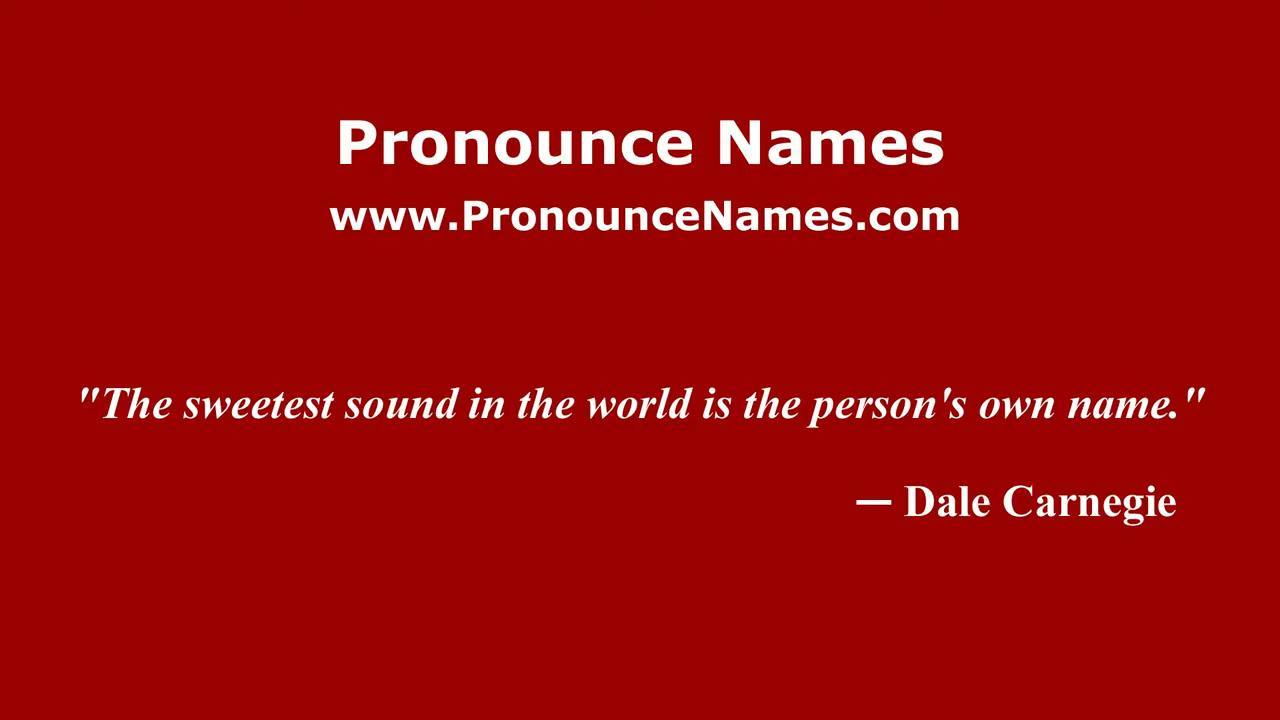 Pronounce Names
www.PronounceNames.com
"The sweetest sound in the world is the person's own name."
— Dale Carnegie